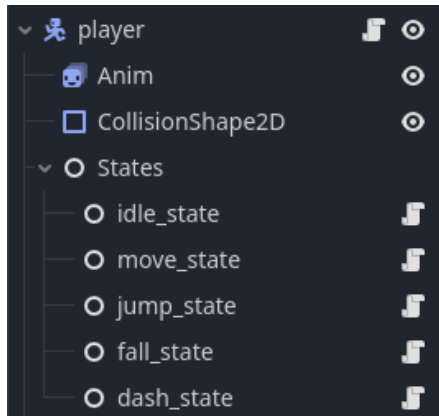 player
Anim
CollisionShape2D
States
idle_state
move_state
jump_state
fall_state
dash_state